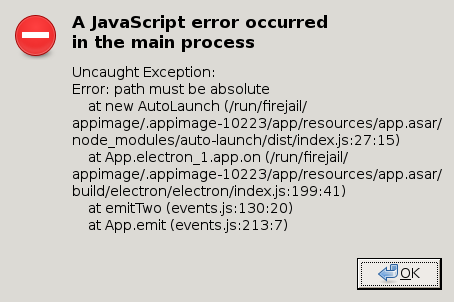 A JavaScript error occurred
in the main process
Uncaught Exception:
Error: path must be absolute
at new AutoLaunch (/run/firejail/
appimage/.appimage-10223/app/resources/app.asar/
node_modules/auto-launch/dist/index.js:27:15)
at App.electron_1.app.on (/run/firejail/
appimage/.appimage-10223/app/resources/app.asar/
build/electron/electron/index.js:199:41)
at emitTwo (events.js:130:20)
at App.emit (events.js:213:7)
OK